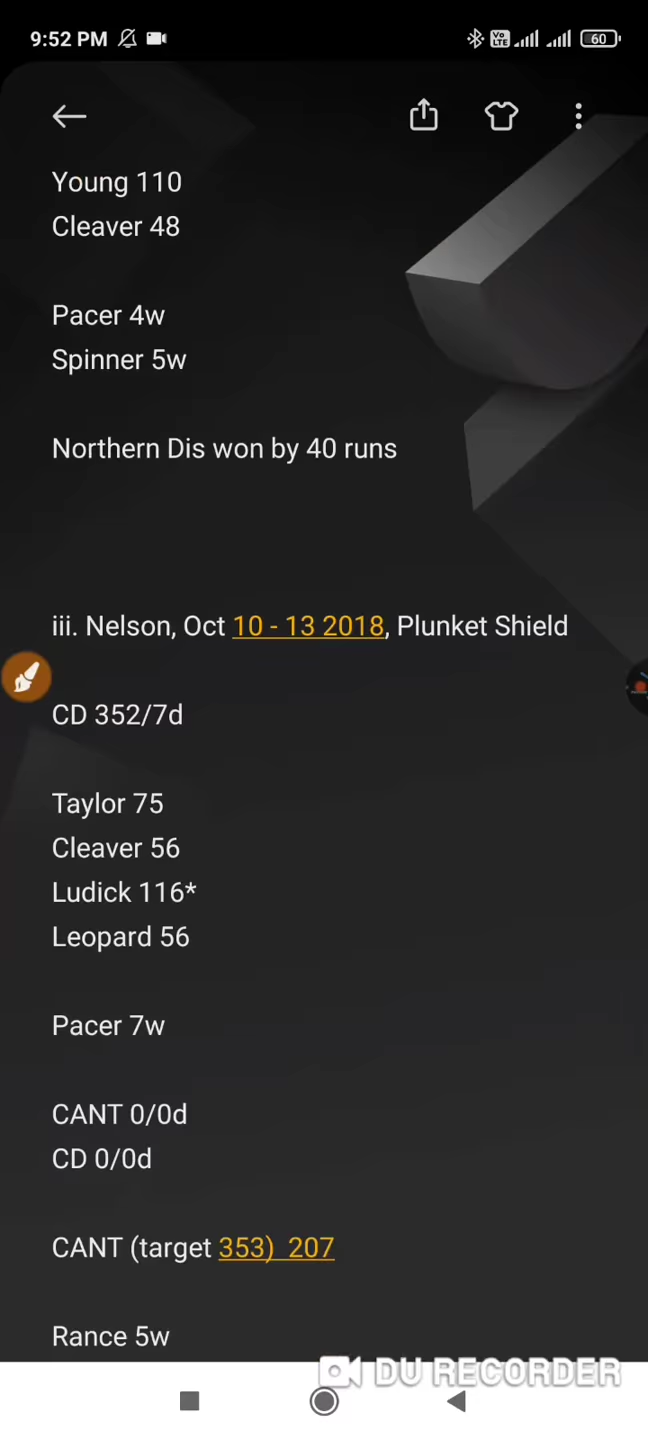 9:52 PM
Vo LTE
60
Young 110
Cleaver 48
Pacer 4w
Spinner 5w
Northern Dis won by 40 runs
iii. Nelson, Oct 10 - 13 2018, Plunket Shield
CD 352/7d
Taylor 75
Cleaver 56
Ludick 116*
Leopard 56
Pacer 7w
CANT 0/0d
CD 0/0d
CANT (target 353)  207
Rance 5w
DU RECORDER